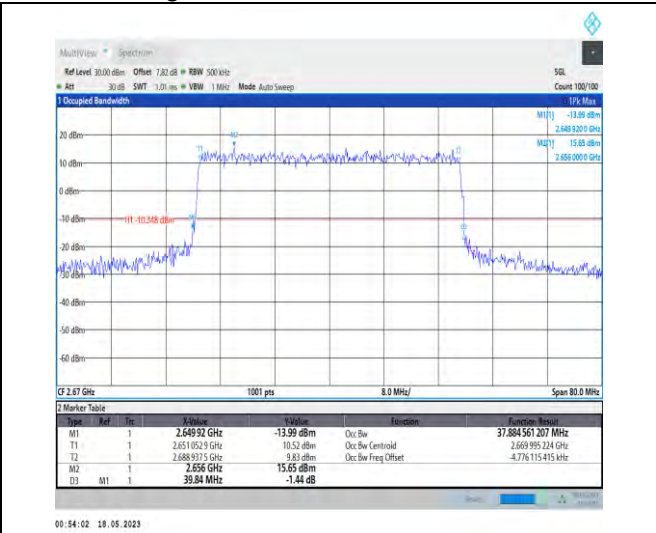 MultiView Spectrum
Ref Level 30.00 dBm Offset 7.82 dB RBW 500 kHz SGL
Att 30 dB SWT 1.01 ms VBW 1 MHz Mode Auto Sweep Count 100/100
1 Occupied Bandwidth 1Pk Max
M1[1] -13.99 dBm
2.649 9200 GHz
M2[1] 15.65 dBm
2.656 000 0 GHz
20 dBm
M2
T1
T2
10 dBm
0 dBm
-10 dBm
H1 -10.348 dBm
M1
D3
-20 dBm
-30 dBm
-40 dBm
-50 dBm
-60 dBm
CF 2.67 GHz 1001 pts 8.0 MHz/ Span 80.0 MHz
2 Marker Table
Type Ref Trc X-Value Y-Value Function Function Result
M1 1 2.649 92 GHz -13.99 dBm Occ Bw 37.884 561 207 MHz
T1 1 2.651 052 9 GHz 10.52 dBm Occ Bw Centroid 2.669 995 224 GHz
T2 1 2.688 937 5 GHz 9.83 dBm Occ Bw Freq Offset -4.776 115 415 kHz
M2 1 2.656 GHz 15.65 dBm
D3 M1 1 39.84 MHz -1.44 dB
00:54:02 18.05.2023